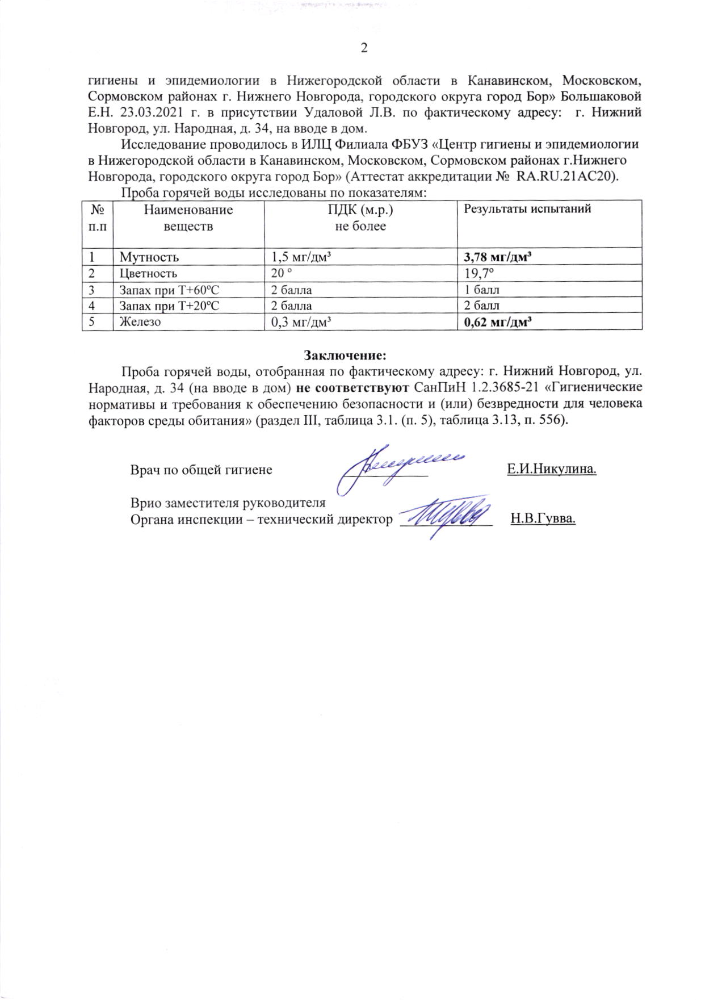 2
гигиены и эпидемиологии в Нижегородской области в Канавинском, Московском,
Сормовском районах г. Нижнего Новгорода, городского округа город Бор» Большаковой
Е.Н. 23.03.2021 г. в присутствии Удаловой Л.В. по фактическому адресу: г. Нижний
Новгород, ул. Народная, д. 34, на вводе в дом.
Исследование проводилось в ИЛЦ Филиала ФБУЗ «Центр гигиены и эпидемиологии
в Нижегородской области в Канавинском, Московском, Сормовском районах г.Нижнего
Новгорода, городского округа город Бор» (Аттестат аккредитации № RA.RU.21АС20).
Проба горячей воды исследованы по показателям:
№ Наименование ПДК (м.р.) Результаты испытаний
п.п веществ не более
1 Мутность 1,5 мг/дм³ 3,78 мг/дм³
2 Цветность 20 º 19,7º
3 Запах при Т+60ºС 2 балла 1 балл
4 Запах при Т+20ºС 2 балла 2 балл
5 Железо 0,3 мг/дм³ 0,62 мг/дм³
Заключение:
Проба горячей воды, отобранная по фактическому адресу: г. Нижний Новгород, ул.
Народная, д. 34 (на вводе в дом) не соответствуют СанПиН 1.2.3685-21 «Гигиенические
нормативы и требования к обеспечению безопасности и (или) безвредности для человека
факторов среды обитания» (раздел III, таблица 3.1. (п. 5), таблица 3.13, п. 556).
Врач по общей гигиене Е.И.Никулина.
Врио заместителя руководителя
Органа инспекции – технический директор Н.В.Гувва.